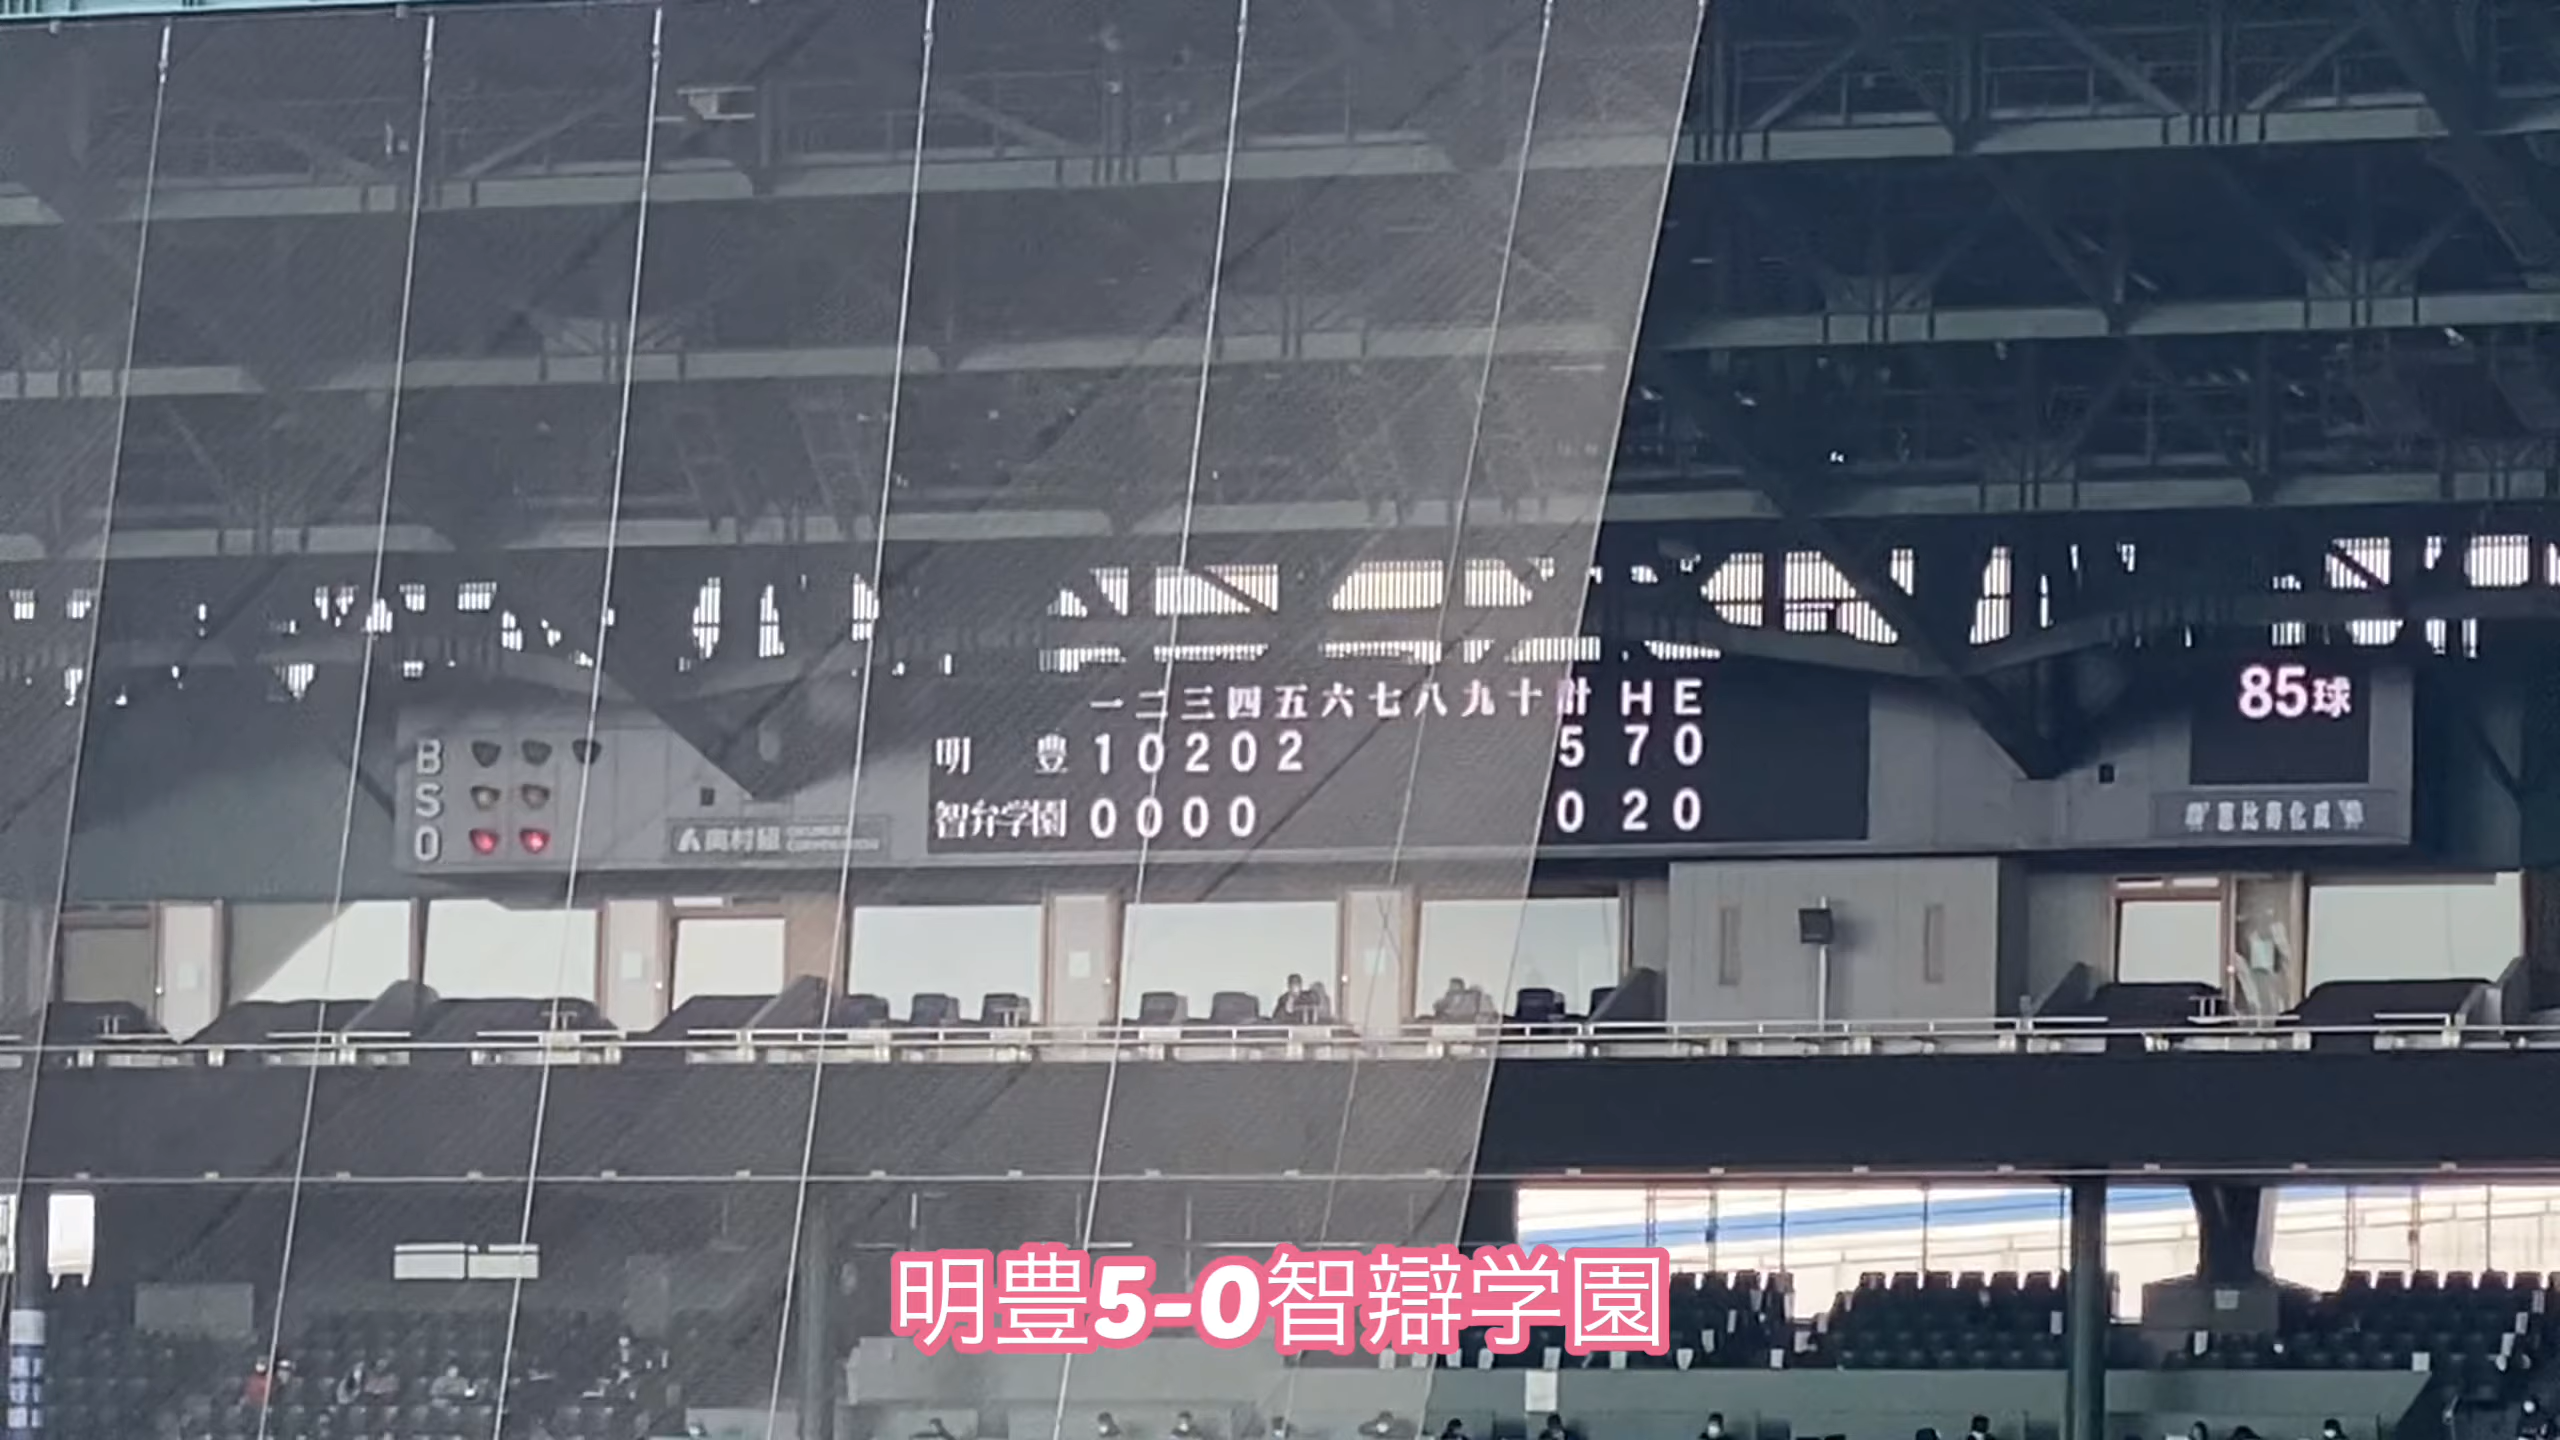 一二三四五六七八九十計 H E
明豊 1 0 2 0 2 5 7 0
智弁学園 0 0 0 0 0 2 0
85球
B
S
O
明豊5-0智辯学園